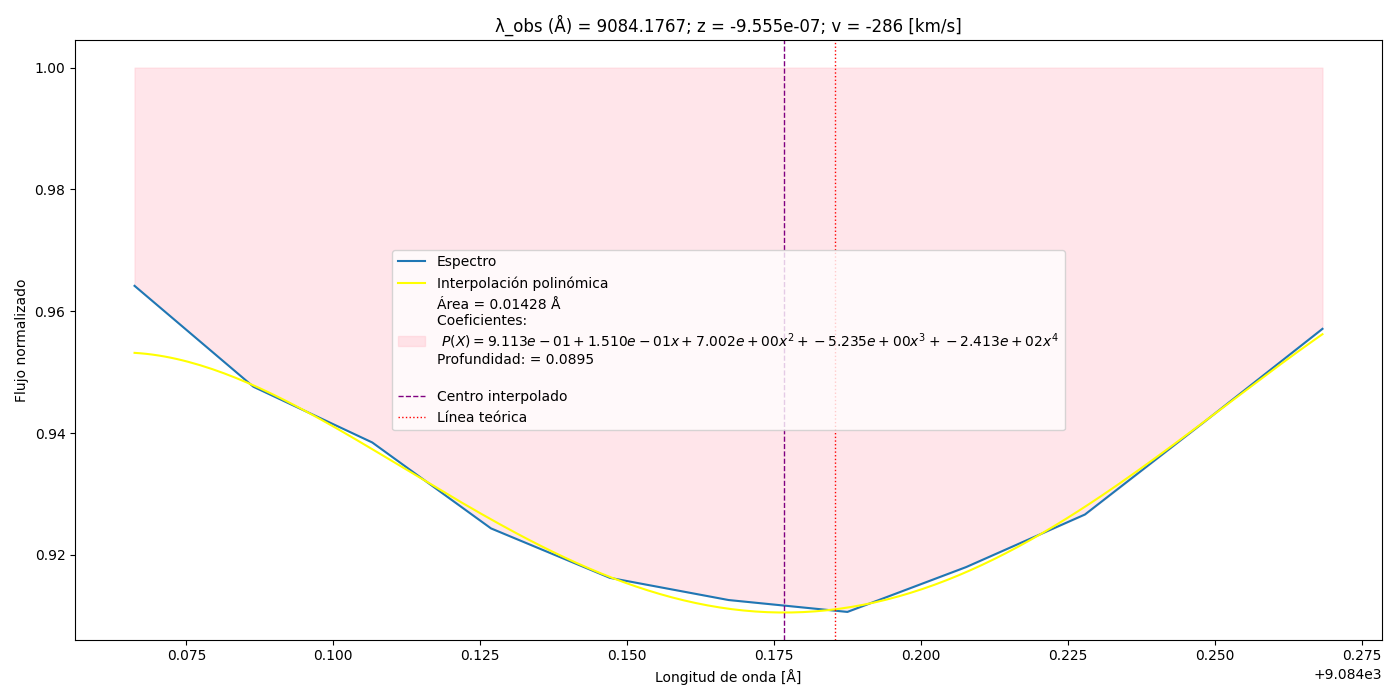 λ_obs (Å) = 9084.1767; z = -9.555e-07; v = -286 [km/s]
Flujo normalizado
1.00
0.98
0.96
0.94
0.92
Espectro
Interpolación polinómica
Área = 0.01428 Å
Coeficientes:
P(X) = 9.113e − 01 + 1.510e − 01x + 7.002e + 00x² + −5.235e + 00x³ + −2.413e + 02x⁴
Profundidad: = 0.0895
Centro interpolado
Línea teórica
0.075 0.100 0.125 0.150 0.175 0.200 0.225 0.250 0.275
Longitud de onda [Å]
+9.084e3